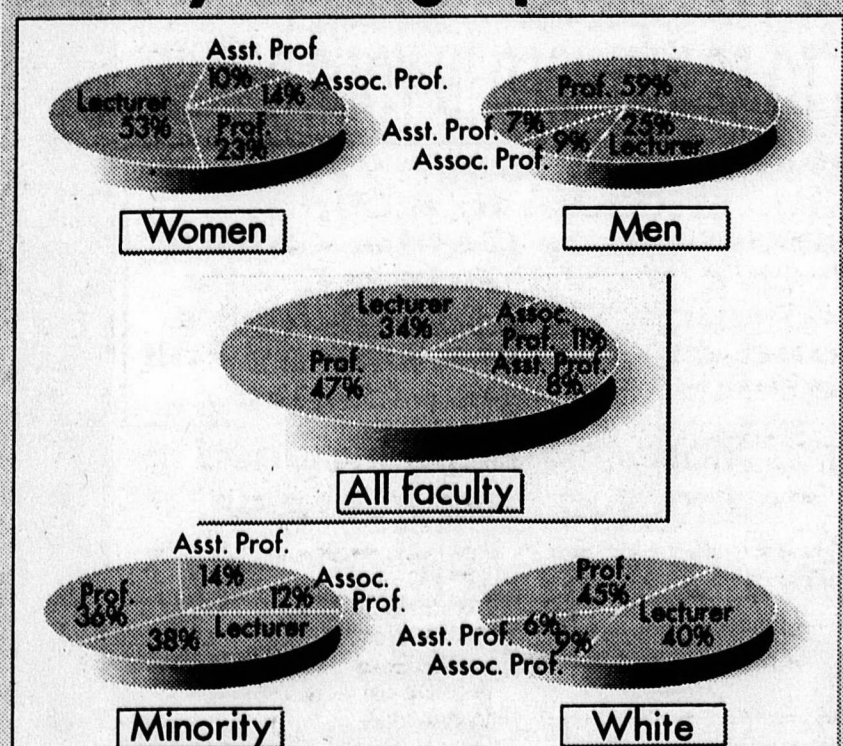 Asst. Prof
10%
Assoc. Prof.
14%
Lecturer
53%
Prof.
23%
Women
Prof. 59%
Asst. Prof. 7%
25%
Lecturer
9%
Assoc. Prof.
Men
Lecturer
34%
Assoc.
Prof. 11%
Prof.
47%
Asst. Prof.
8%
All faculty
Asst. Prof.
14%
Assoc.
Prof.
12%
Prof.
36%
38% Lecturer
Minority
Prof.
45%
Lecturer
40%
Asst. Prof. 6%
9%
Assoc. Prof.
White